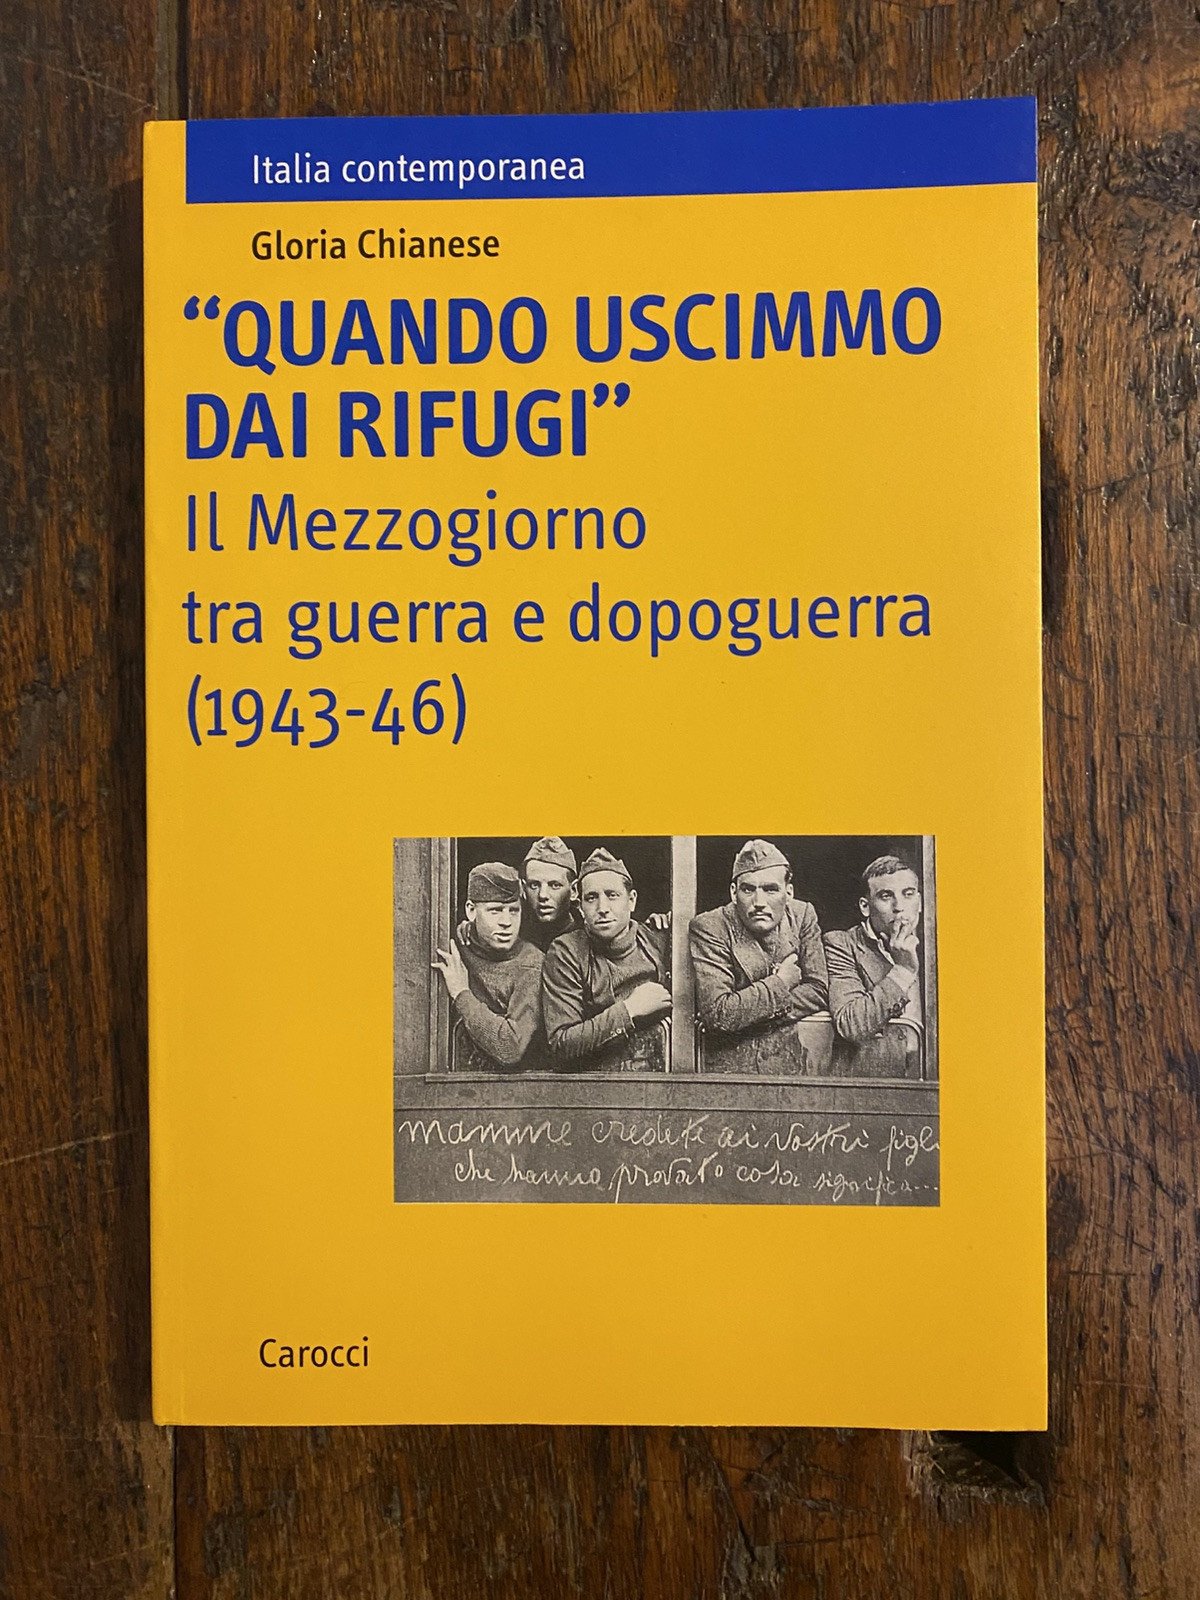 Italia contemporanea
Gloria Chianese
“QUANDO USCIMMO
DAI RIFUGI”
Il Mezzogiorno
tra guerra e dopoguerra
(1943-46)
mamme credete ai vostri figli
che hanno provato cosa significa...
Carocci